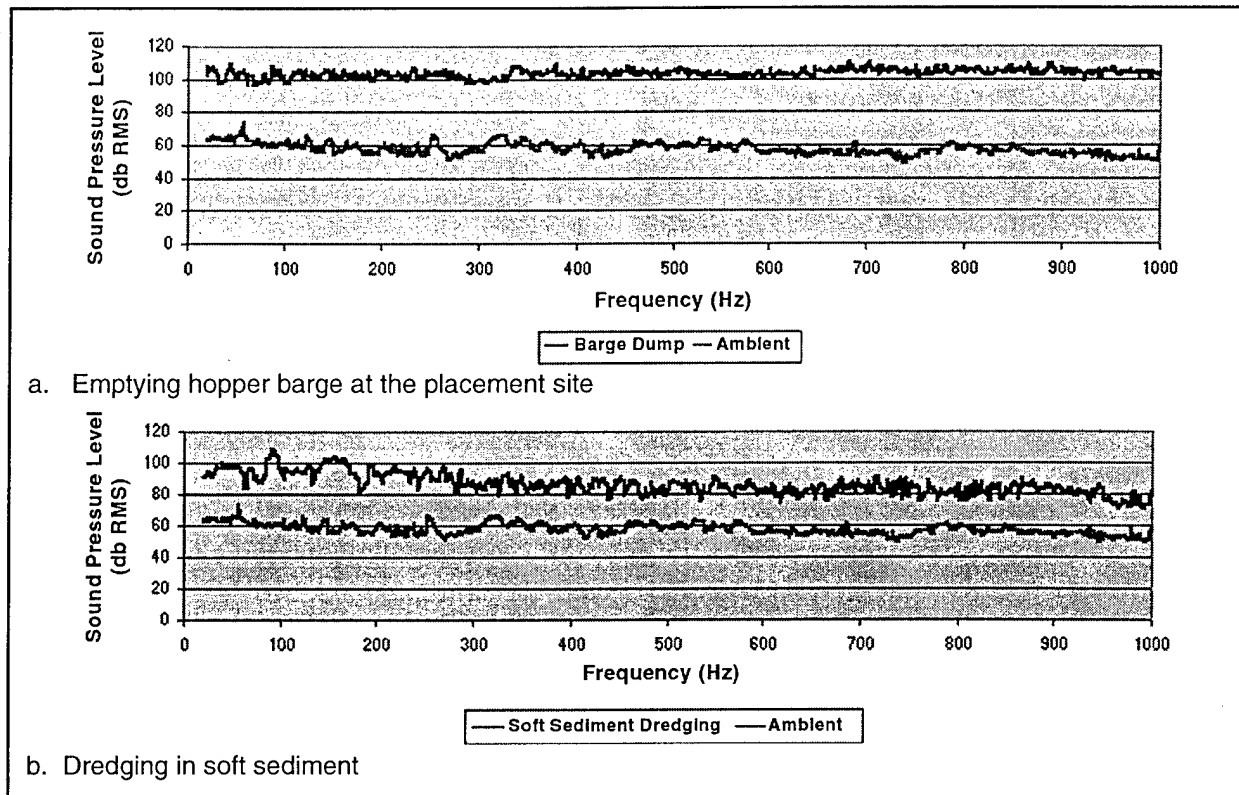 120
100
80
60
40
20
0
Sound Pressure Level
(db RMS)
0 100 200 300 400 500 600 700 800 900 1000
Frequency (Hz)
Barge Dump Ambient
a. Emptying hopper barge at the placement site
120
100
80
60
40
20
0
Sound Pressure Level
(db RMS)
0 100 200 300 400 500 600 700 800 900 1000
Frequency (Hz)
Soft Sediment Dredging Ambient
b. Dredging in soft sediment